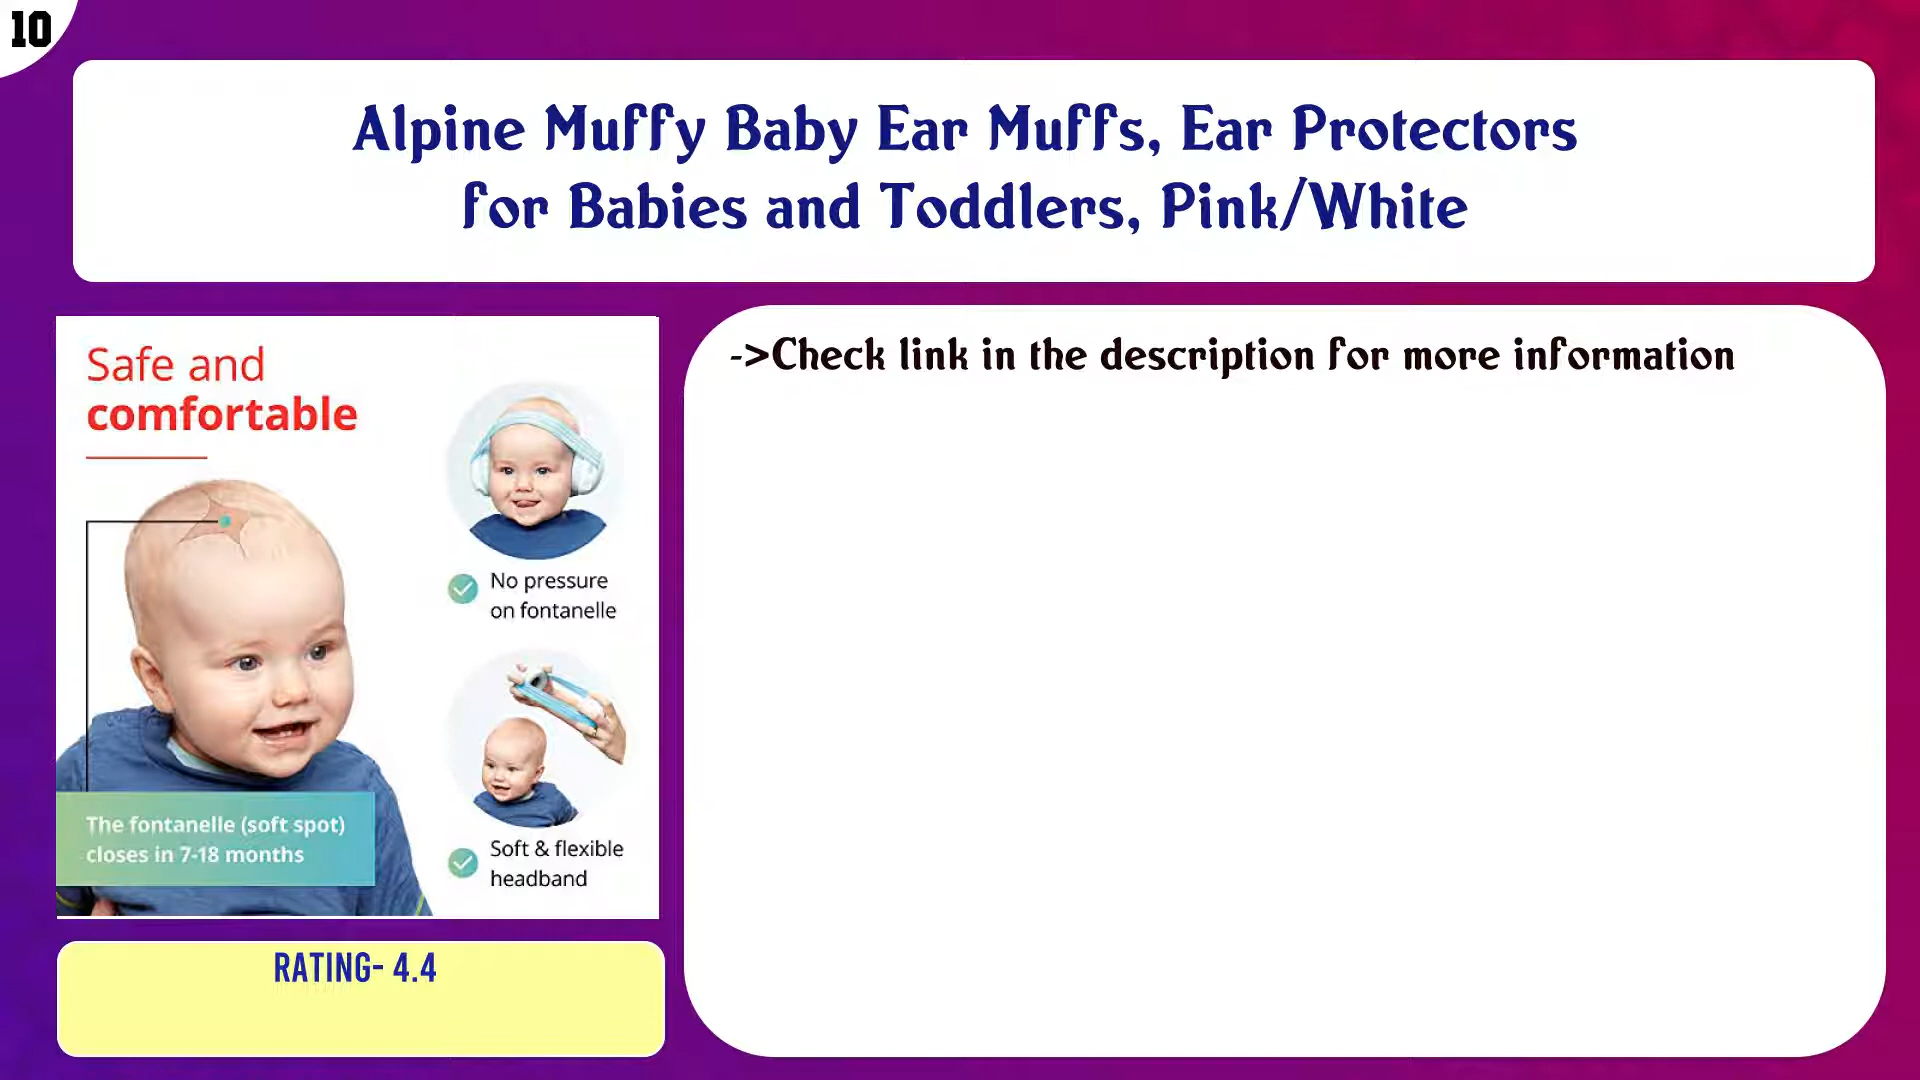 10
Alpine Muffy Baby Ear Muffs, Ear Protectors
for Babies and Toddlers, Pink/White
Safe and
comfortable
No pressure
on fontanelle
The fontanelle (soft spot)
closes in 7-18 months
Soft & flexible
headband
RATING- 4.4
->Check link in the description for more information